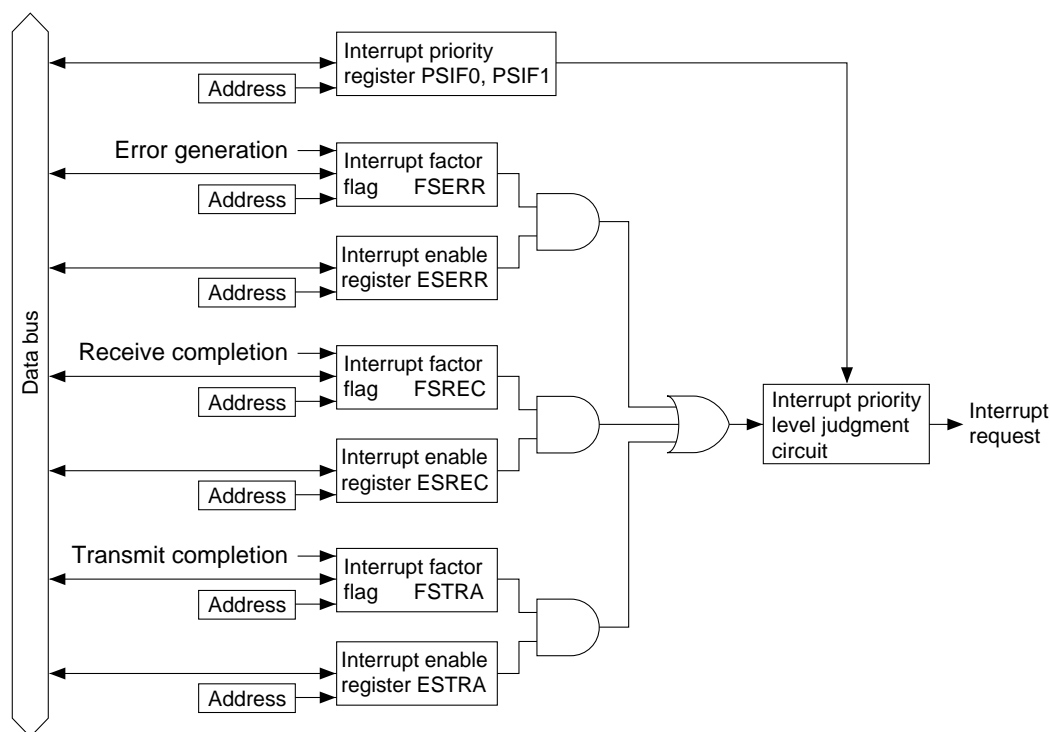 Data bus
Interrupt priority
register PSIF0, PSIF1
Address
Error generation
Interrupt factor
flag FSERR
Address
Interrupt enable
register ESERR
Address
Receive completion
Interrupt factor
flag FSREC
Address
Interrupt enable
register ESREC
Address
Transmit completion
Interrupt factor
flag FSTRA
Address
Interrupt enable
register ESTRA
Address
Interrupt priority
level judgment
circuit
Interrupt
request